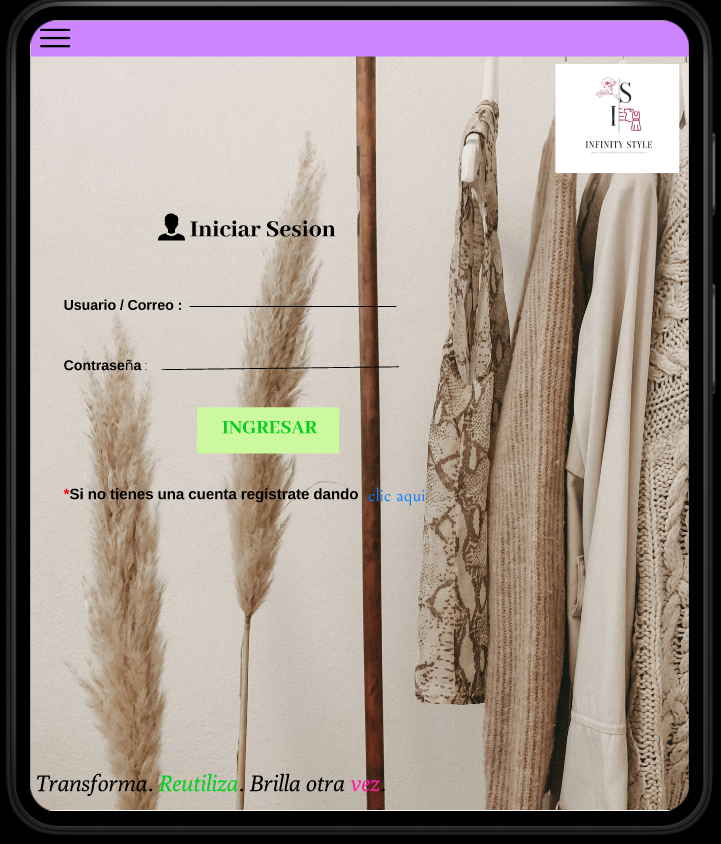 S
I
INFINITY STYLE
Iniciar Sesion
Usuario / Correo :
Contraseña :
INGRESAR
*Si no tienes una cuenta registrate dando clic aqui
Transforma. Reutiliza. Brilla otra vez.